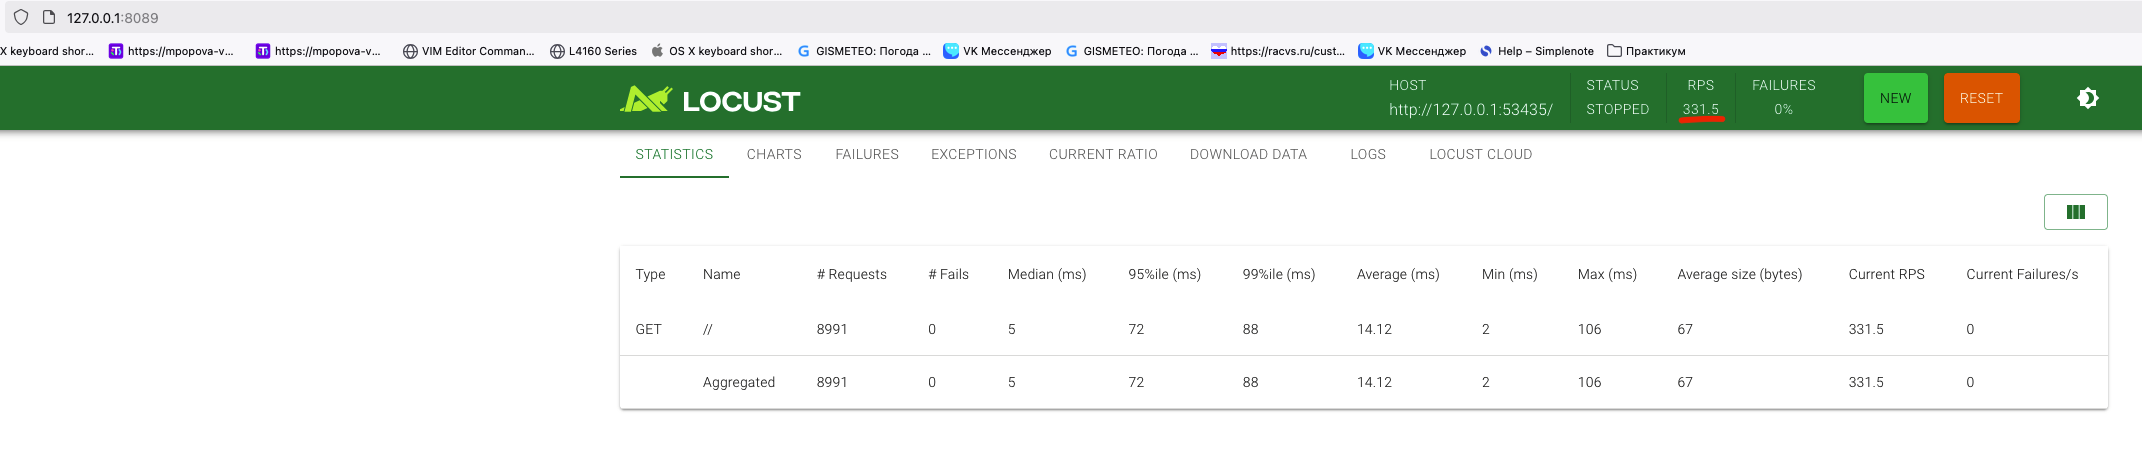 127.0.0.1:8089
X keyboard shor... https://mpopova-v... https://mpopova-v... VIM Editor Comman... L4160 Series OS X keyboard shor... GISMETEO: Погода ... VK Мессенджер GISMETEO: Погода ... https://racvs.ru/cust... VK Мессенджер Help – Simplenote Практикум
LOCUST
HOST
http://127.0.0.1:53435/
STATUS
STOPPED
RPS
331.5
FAILURES
0%
NEW
RESET
STATISTICS CHARTS FAILURES EXCEPTIONS CURRENT RATIO DOWNLOAD DATA LOGS LOCUST CLOUD
Type Name # Requests # Fails Median (ms) 95%ile (ms) 99%ile (ms) Average (ms) Min (ms) Max (ms) Average size (bytes) Current RPS Current Failures/s
GET // 8991 0 5 72 88 14.12 2 106 67 331.5 0
Aggregated 8991 0 5 72 88 14.12 2 106 67 331.5 0